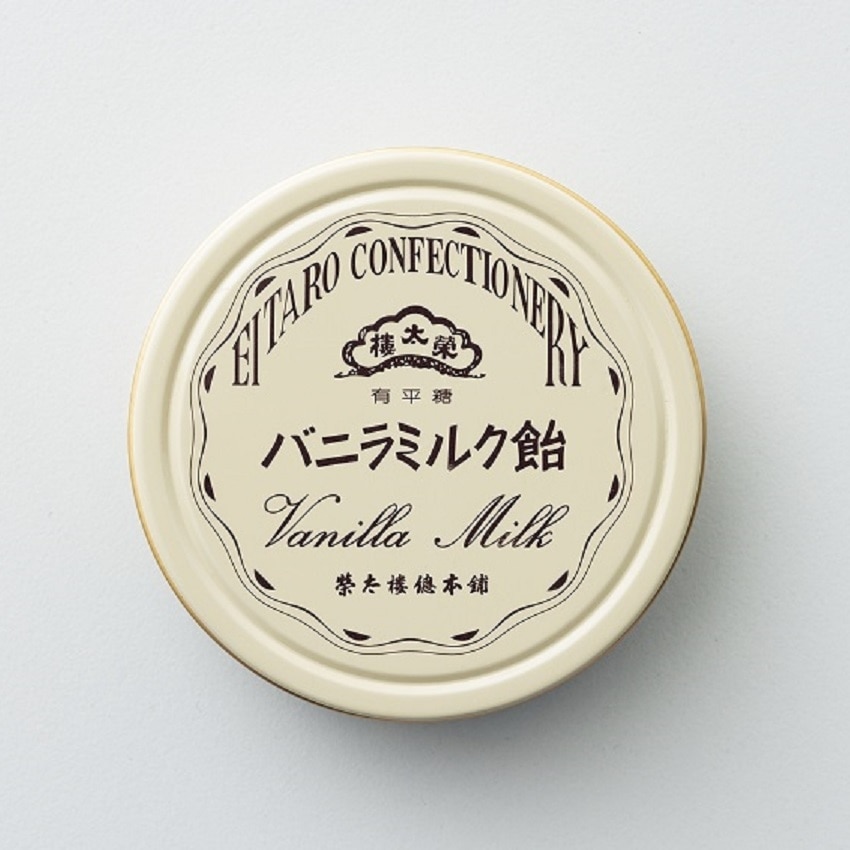 EITARO CONFECTIONERY
樓太榮
有平糖
バニラミルク飴
Vanilla Milk
榮太樓總本鋪